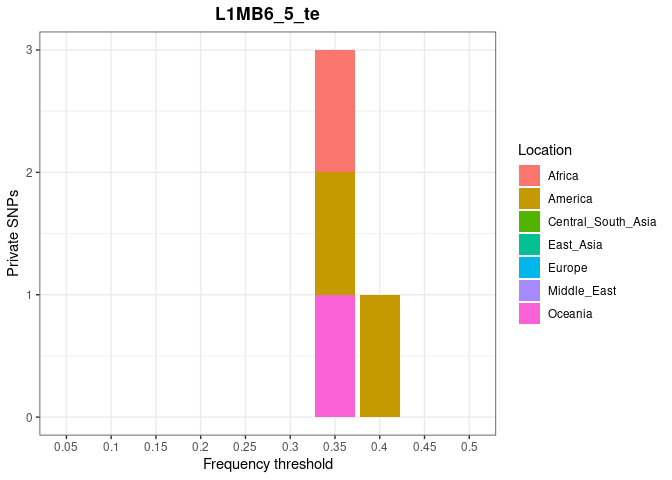 L1MB6_5_te
Private SNPs
3
2
1
0
0.05 0.1 0.15 0.2 0.25 0.3 0.35 0.4 0.45 0.5
Frequency threshold
Location
Africa
America
Central_South_Asia
East_Asia
Europe
Middle_East
Oceania